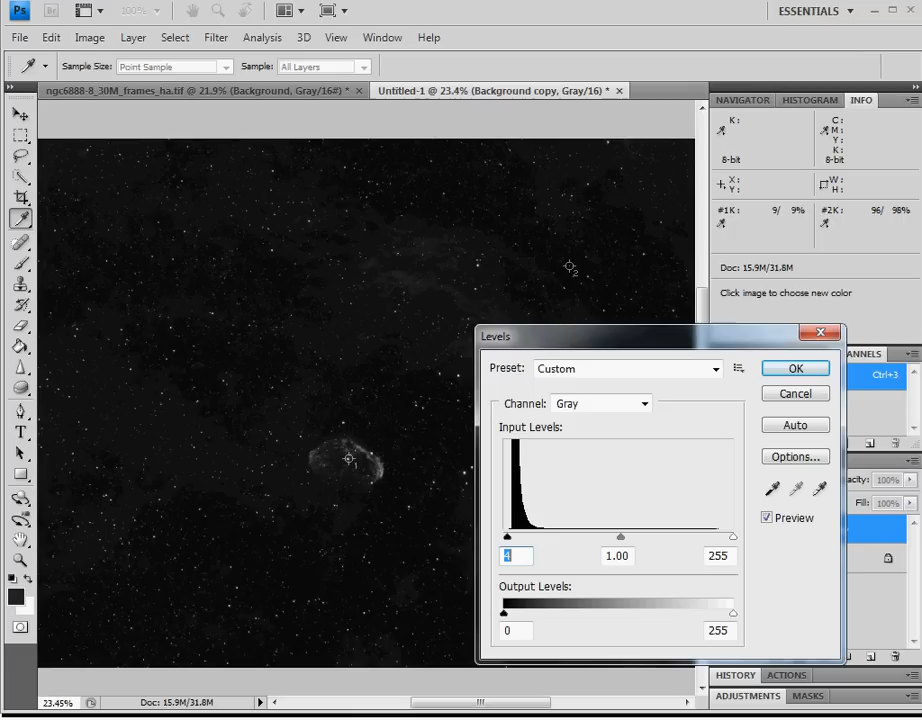 Ps Br 100% ESSENTIALS
File Edit Image Layer Select Filter Analysis 3D View Window Help
Sample Size: Point Sample Sample: All Layers
ngc6888-8_30M_frames_ha.tif @ 21.9% (Background, Gray/16#) * Untitled-1 @ 23.4% (Background copy, Gray/16) *
NAVIGATOR HISTOGRAM INFO
K: C:
M:
Y:
K:
8-bit 8-bit
X: W:
Y: H:
#1K: 9/ 9% #2K: 96/ 98%
Doc: 15.9M/31.8M
Click image to choose new color
2
1
Levels
Preset: Custom OK
Cancel
Channel: Gray
Auto
Input Levels:
Options...
Preview
4 1.00 255
Output Levels:
0 255
ANNELS
Ctrl+3
acity: 100%
Fill: 100%
T
HISTORY ACTIONS
ADJUSTMENTS MASKS
23.45% Doc: 15.9M/31.8M